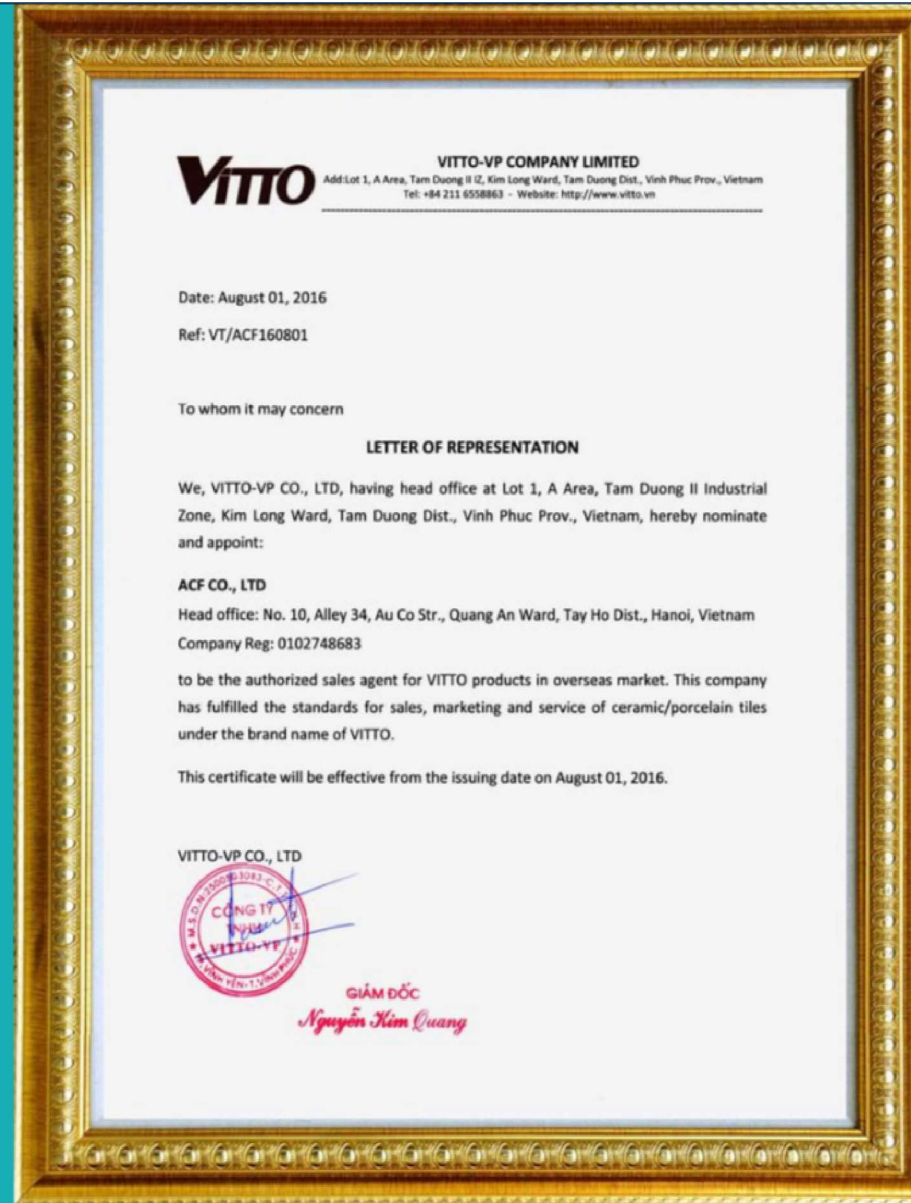 VITTO
VITTO-VP COMPANY LIMITED
Add:Lot 1, A Area, Tam Duong II IZ, Kim Long Ward, Tam Duong Dist., Vinh Phuc Prov., Vietnam
Tel: +84 211 6558863 - Website: http://www.vitto.vn
Date: August 01, 2016
Ref: VT/ACF160801
To whom it may concern
LETTER OF REPRESENTATION
We, VITTO-VP CO., LTD, having head office at Lot 1, A Area, Tam Duong II Industrial
Zone, Kim Long Ward, Tam Duong Dist., Vinh Phuc Prov., Vietnam, hereby nominate
and appoint:
ACF CO., LTD
Head office: No. 10, Alley 34, Au Co Str., Quang An Ward, Tay Ho Dist., Hanoi, Vietnam
Company Reg: 0102748683
to be the authorized sales agent for VITTO products in overseas market. This company
has fulfilled the standards for sales, marketing and service of ceramic/porcelain tiles
under the brand name of VITTO.
This certificate will be effective from the issuing date on August 01, 2016.
VITTO-VP CO., LTD
CÔNG TY
TNHH
VITTO-VP
GIÁM ĐỐC
Nguyễn Kim Quang